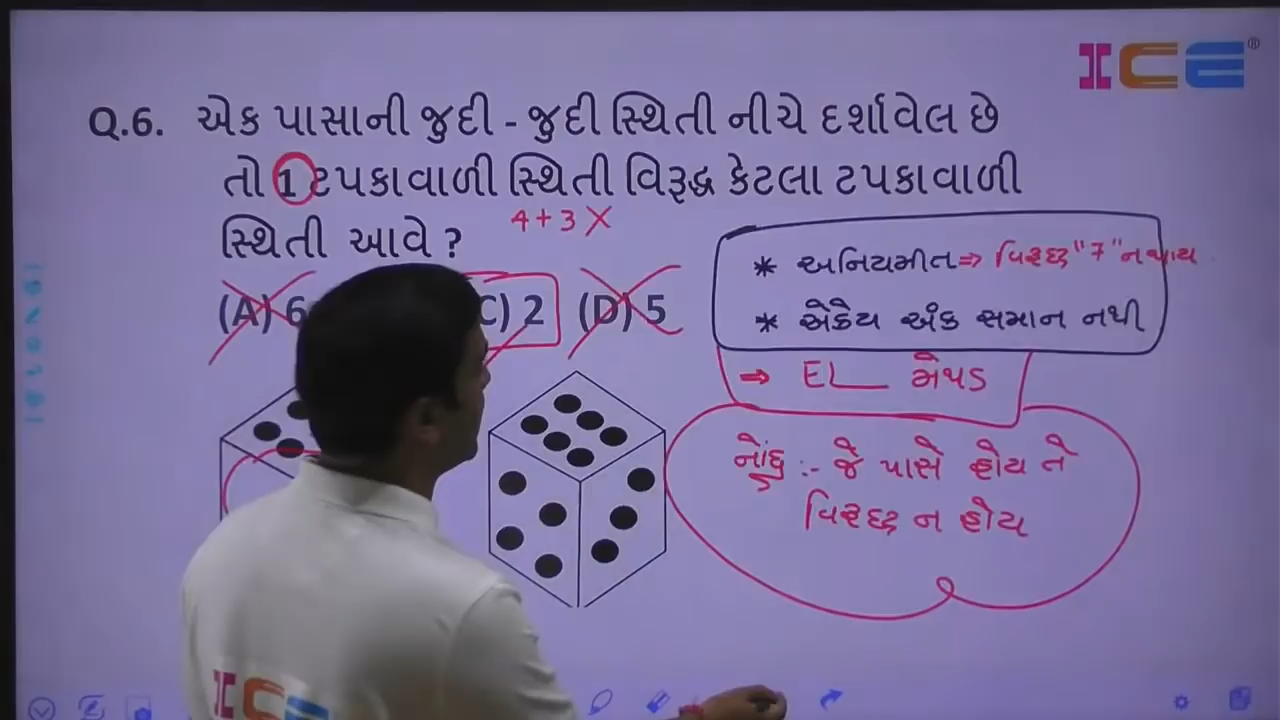 ICE®
Q.6. એક પાસાની જુદી - જુદી સ્થિતી નીચે દર્શાવેલ છે
તો 1 ટપકાવાળી સ્થિતી વિરૂદ્ધ કેટલા ટપકાવાળી
સ્થિતી આવે ?
4 + 3 X
(A) 6 C) 2 (D) 5
* અનિયમીત ⇒ વિરૂદ્ધ "7" ન થાય
* એકેય અંક સમાન નથી
⇒ EL મેથડ
નોંધ :- જે પાસે હોય તે
વિરૂદ્ધ ન હોય
ICE